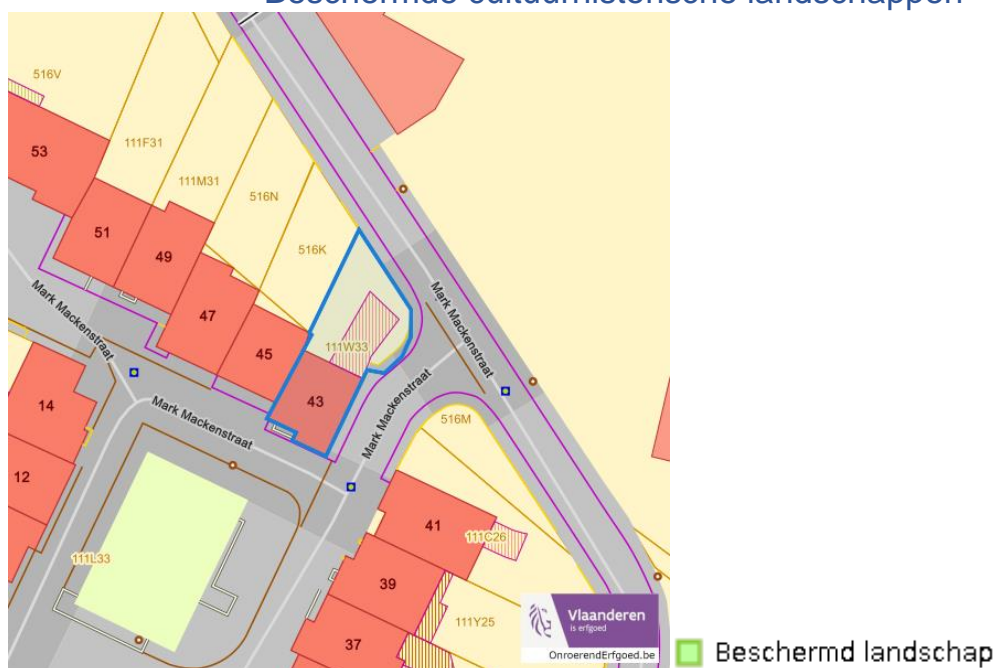 Beschermde cultuurhistorische landschappen
516V
53
111F31
111M31
516N
51
49
516K
47
Mark Mackenstraat
Mark Mackenstraat
111W33
45
14
43
Mark Mackenstraat
Mark Mackenstraat
516M
12
41
111C26
111L33
39
111Y25
37
Vlaanderen
is erfgoed
OnroerendErfgoed.be
Beschermd landschap